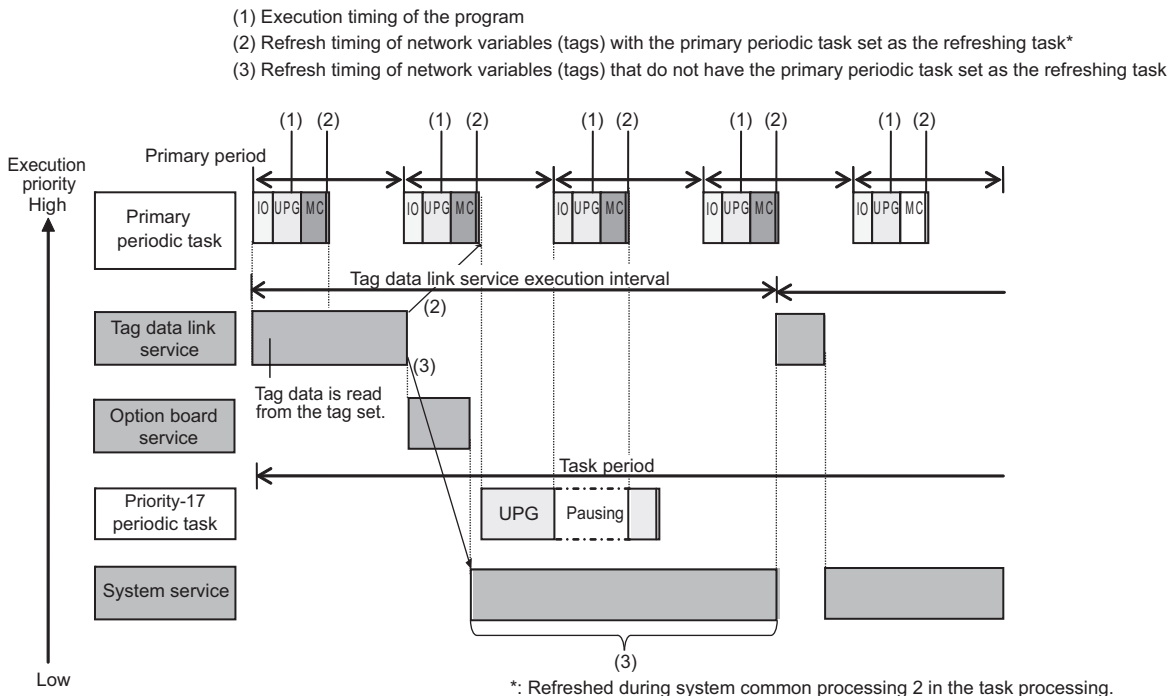 (1) Execution timing of the program
(2) Refresh timing of network variables (tags) with the primary periodic task set as the refreshing task*
(3) Refresh timing of network variables (tags) that do not have the primary periodic task set as the refreshing task
(1) (2) (1) (2) (1) (2) (1) (2) (1) (2)
Execution
priority
High
Primary period
Primary
periodic task
IO UPG MC IO UPG MC IO UPG MC IO UPG MC IO UPG MC
Tag data link service execution interval
(2)
Tag data link
service
(3)
Tag data is read
from the tag set.
Option board
service
Task period
Priority-17
periodic task
UPG Pausing
System service
(3)
Low
*: Refreshed during system common processing 2 in the task processing.